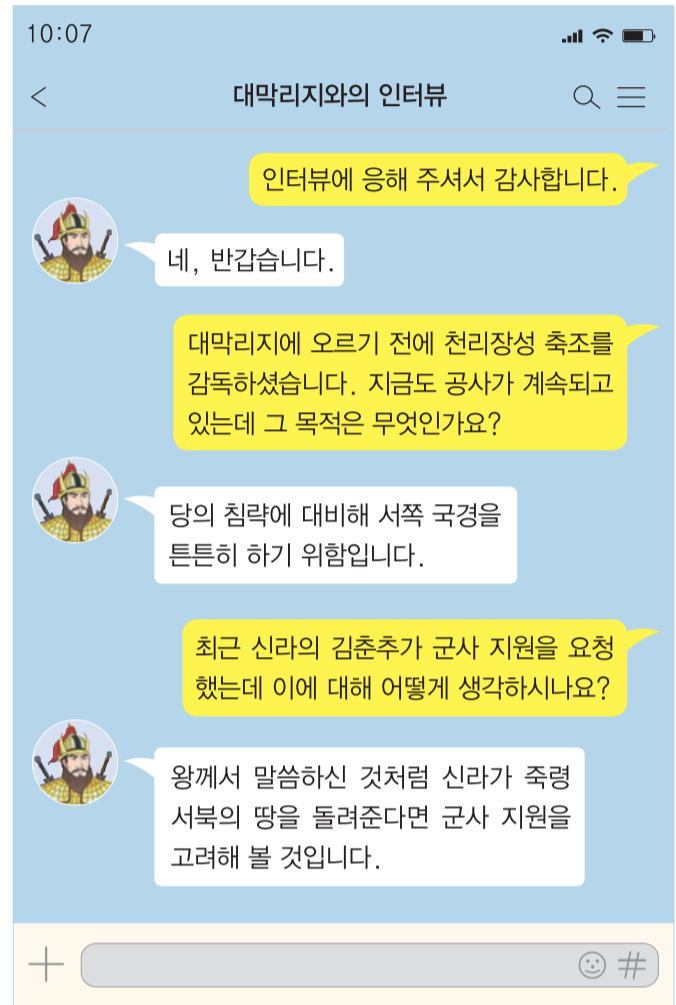 10:07
대막리지와의 인터뷰
인터뷰에 응해 주셔서 감사합니다.
네, 반갑습니다.
대막리지에 오르기 전에 천리장성 축조를
감독하셨습니다. 지금도 공사가 계속되고
있는데 그 목적은 무엇인가요?
당의 침략에 대비해 서쪽 국경을
튼튼히 하기 위함입니다.
최근 신라의 김춘추가 군사 지원을 요청
했는데 이에 대해 어떻게 생각하시나요?
왕께서 말씀하신 것처럼 신라가 죽령
서북의 땅을 돌려준다면 군사 지원을
고려해 볼 것입니다.